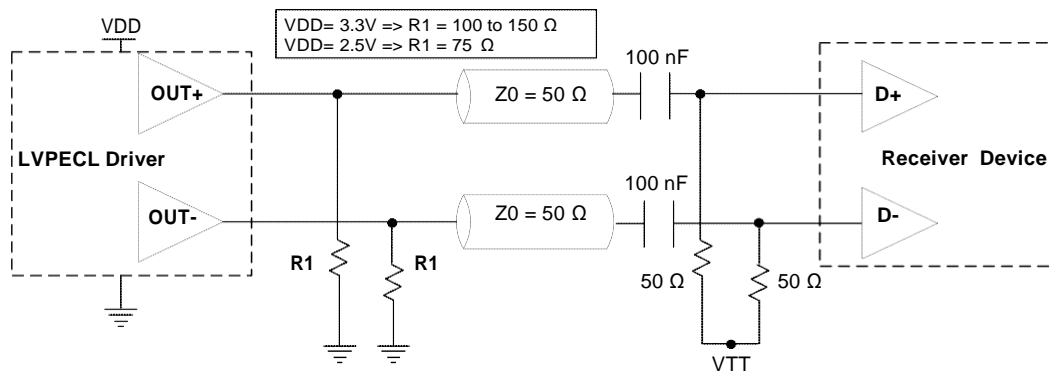 VDD
VDD= 3.3V => R1 = 100 to 150 Ω
VDD= 2.5V => R1 = 75 Ω
100 nF
OUT+
Z0 = 50 Ω
D+
LVPECL Driver
Receiver Device
100 nF
OUT-
Z0 = 50 Ω
D-
R1
R1
50 Ω
50 Ω
VTT